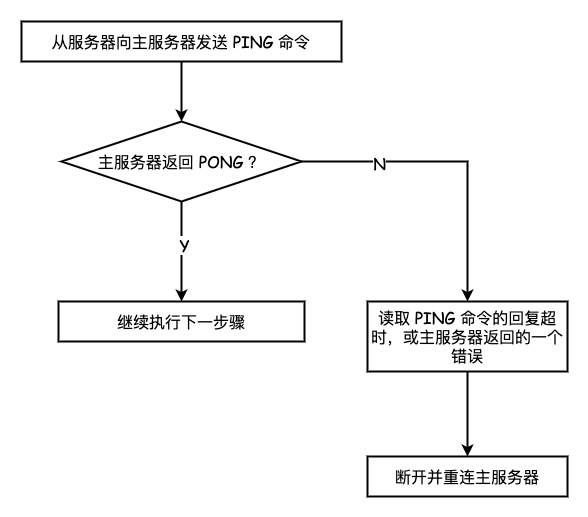 从服务器向主服务器发送 PING 命令
主服务器返回 PONG ？
N
Y
继续执行下一步骤
读取 PING 命令的回复超
时，或主服务器返回的一个
错误
断开并重连主服务器